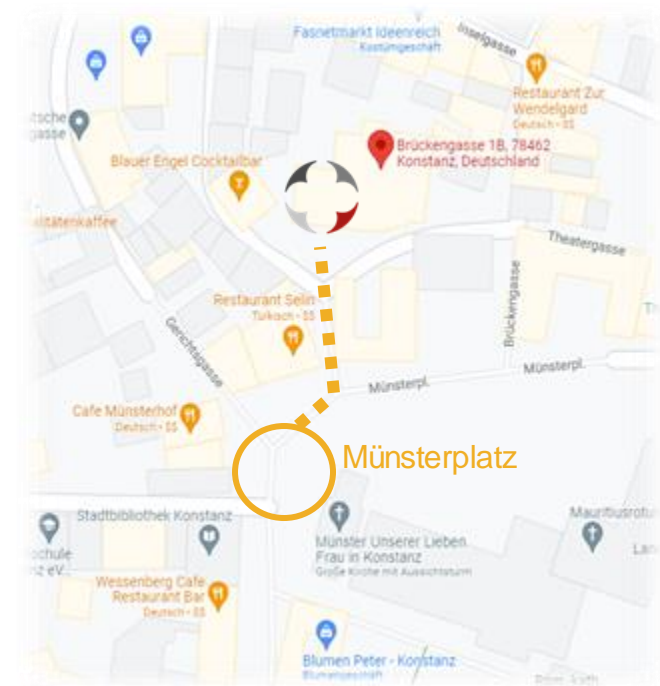 Fasnetmarkt Ideenreich
Kostümgeschäft
Inselgasse
Restaurant Zur
Wendelgard
Deutsch • $$
Brückengasse 1B, 78462
Konstanz, Deutschland
Blauer Engel Cocktailbar
gasse
Theatergasse
Restaurant Selin
Türkisch • $$
Gerichtsgasse
Brückengasse
Münsterpl.
Münsterpl.
Cafe Münsterhof
Deutsch • $$
Münsterplatz
Stadtbibliothek Konstanz
Münster Unserer Lieben
Frau in Konstanz
Große Kirche mit Aussichtsturm
Wessenberg Cafe
Restaurant Bar
Deutsch • $$
Blumen Peter - Konstanz
Blumengeschäft